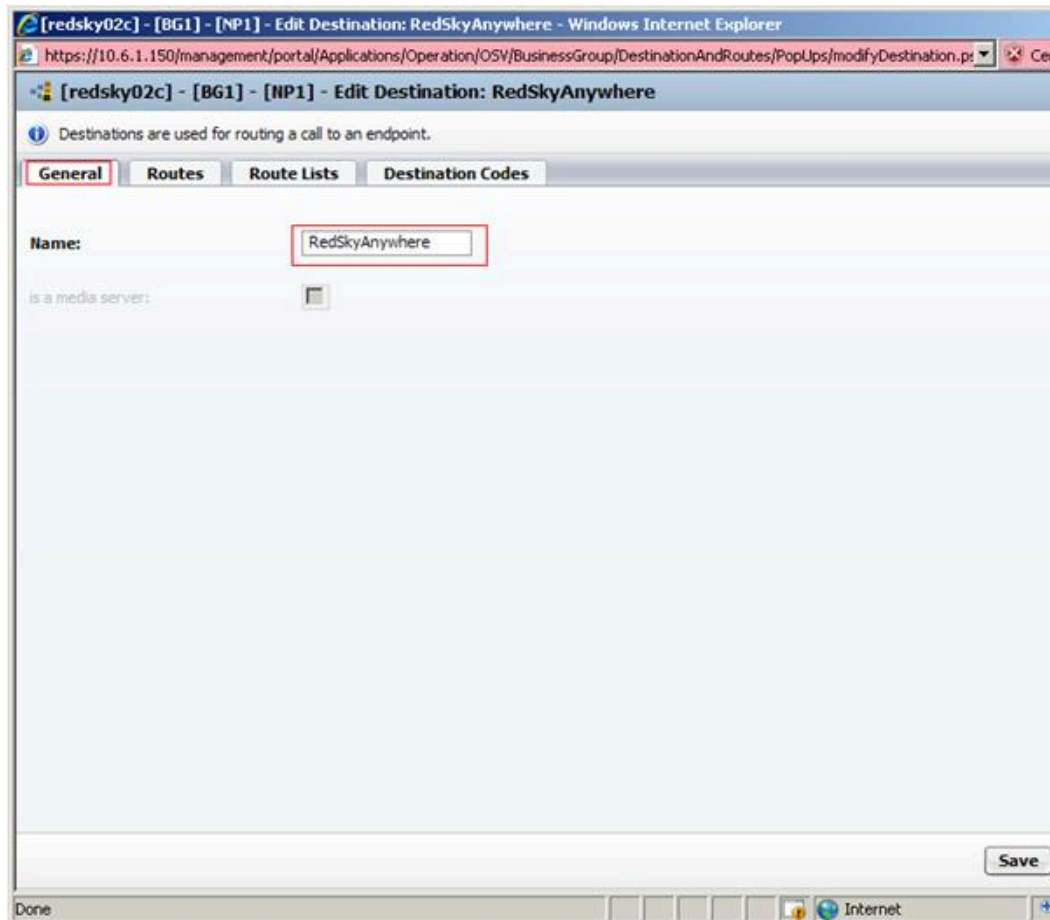 [redsky02c] - [BG1] - [NP1] - Edit Destination: RedSkyAnywhere - Windows Internet Explorer
https://10.6.1.150/management/portal/Applications/Operation/OSV/BusinessGroup/DestinationAndRoutes/PopUps/modifyDestination.ps Ce
[redsky02c] - [BG1] - [NP1] - Edit Destination: RedSkyAnywhere
Destinations are used for routing a call to an endpoint.
General Routes Route Lists Destination Codes
Name: RedSkyAnywhere
is a media server:
Save
Done Internet